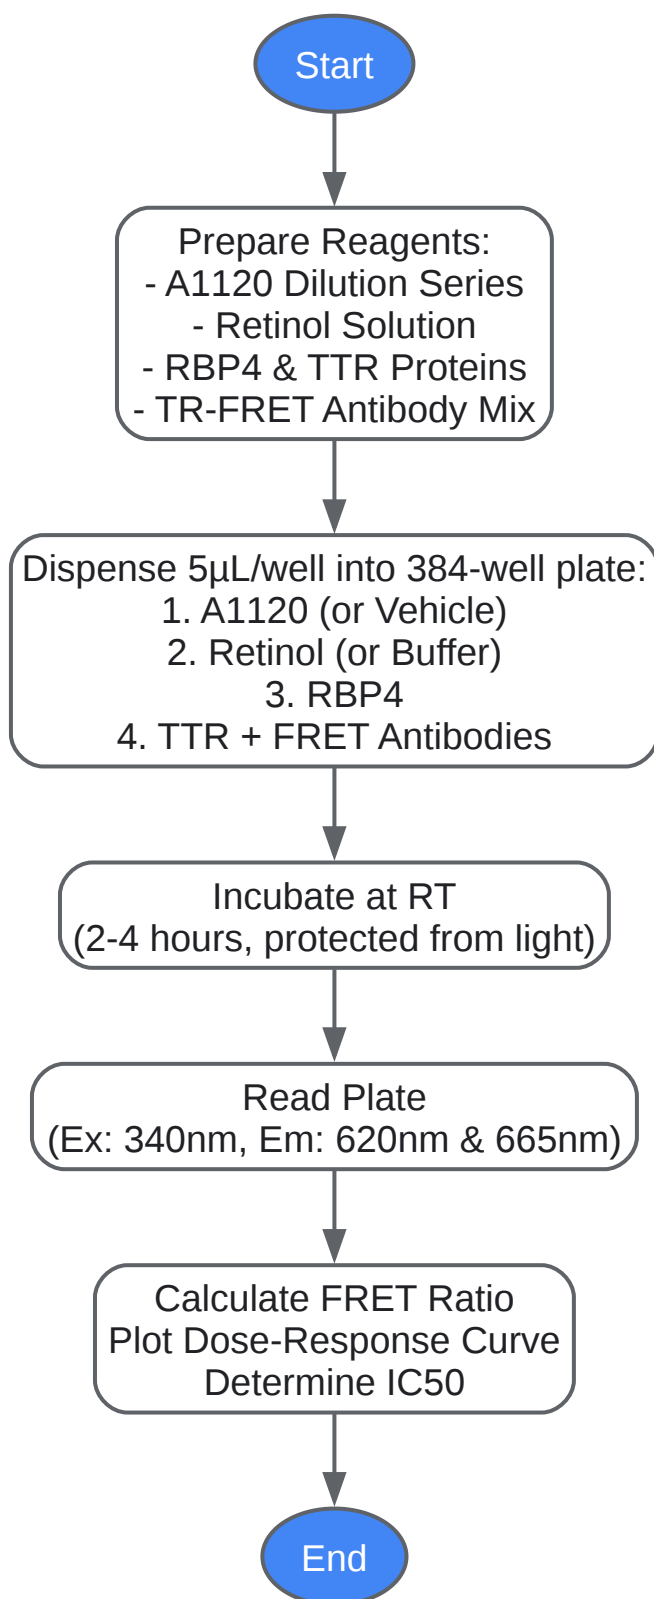 Start
Prepare Reagents:
- A1120 Dilution Series
- Retinol Solution
- RBP4 & TTR Proteins
- TR-FRET Antibody Mix
Dispense 5µL/well into 384-well plate:
1. A1120 (or Vehicle)
2. Retinol (or Buffer)
3. RBP4
4. TTR + FRET Antibodies
Incubate at RT
(2-4 hours, protected from light)
Read Plate
(Ex: 340nm, Em: 620nm & 665nm)
Calculate FRET Ratio
Plot Dose-Response Curve
Determine IC50
End